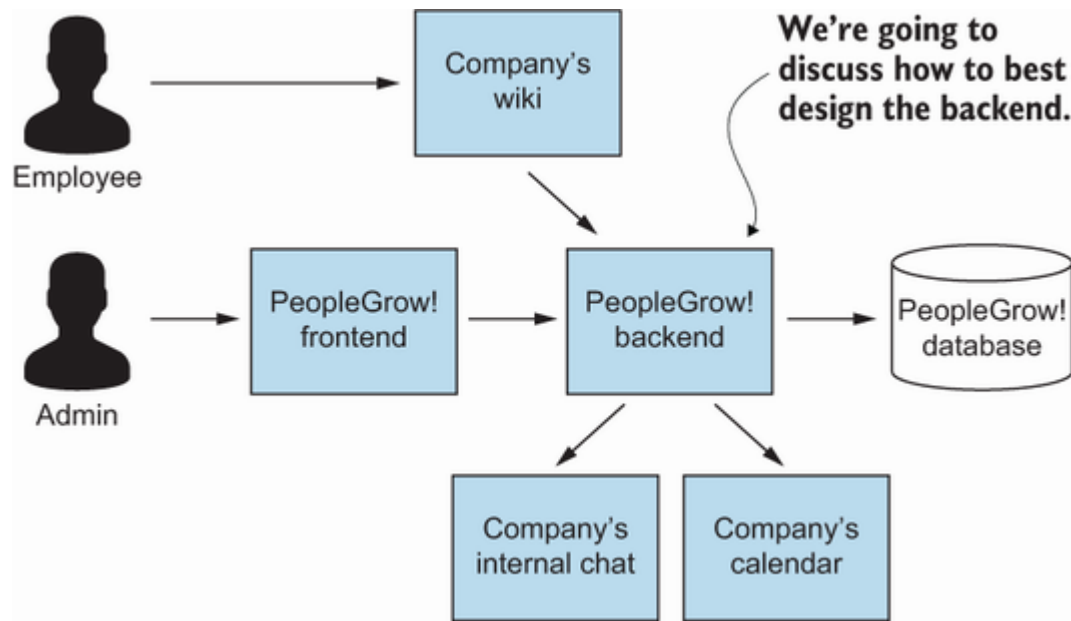 We're going to
discuss how to best
design the backend.
Company's
wiki
Employee
PeopleGrow!
frontend
PeopleGrow!
backend
PeopleGrow!
database
Admin
Company's
internal chat
Company's
calendar